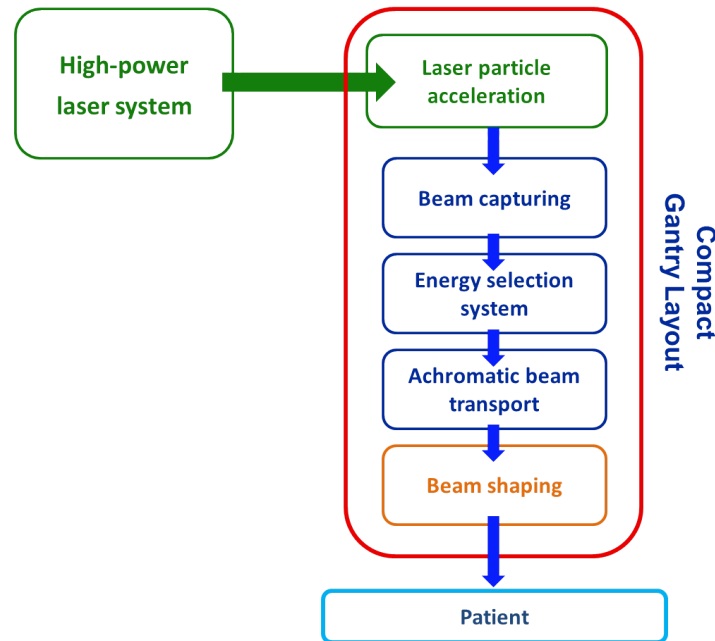 High-power
laser system
Laser particle
acceleration
Beam capturing
Energy selection
system
Achromatic beam
transport
Beam shaping
Patient
Compact
Gantry Layout